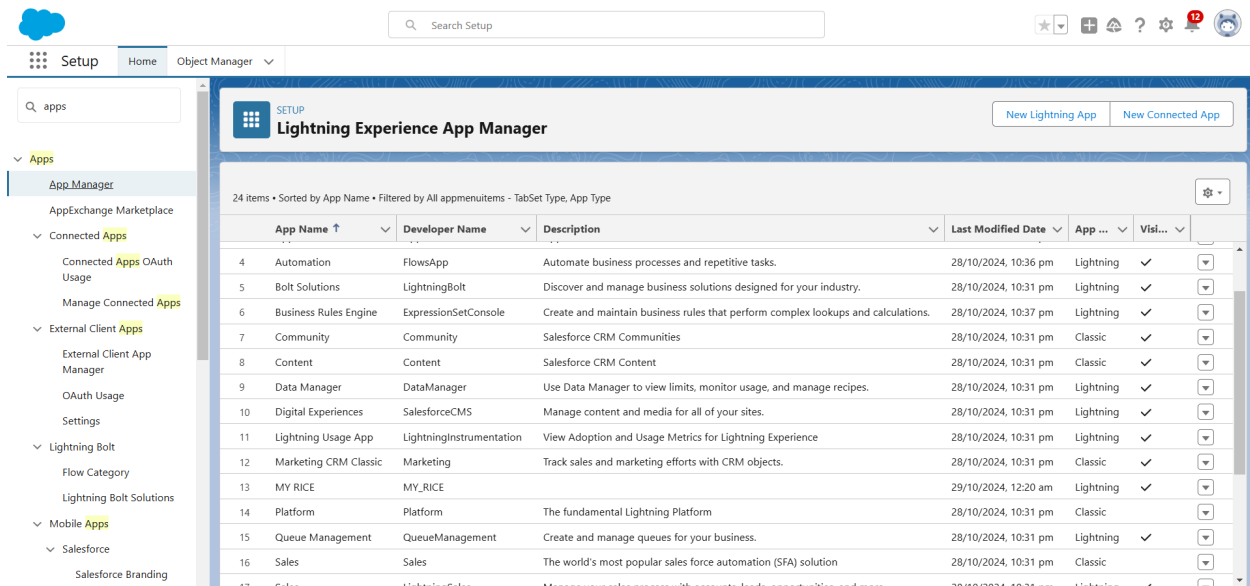 Search Setup
12
Setup
Home
Object Manager
apps
Apps
App Manager
AppExchange Marketplace
Connected Apps
Connected Apps OAuth
Usage
Manage Connected Apps
External Client Apps
External Client App
Manager
OAuth Usage
Settings
Lightning Bolt
Flow Category
Lightning Bolt Solutions
Mobile Apps
Salesforce
Salesforce Branding
SETUP
Lightning Experience App Manager
New Lightning App
New Connected App
24 items • Sorted by App Name • Filtered by All appmenuitems - TabSet Type, App Type
App Name ↑ Developer Name Description Last Modified Date App ... Visi...
4 Automation FlowsApp Automate business processes and repetitive tasks. 28/10/2024, 10:36 pm Lightning ✓
5 Bolt Solutions LightningBolt Discover and manage business solutions designed for your industry. 28/10/2024, 10:31 pm Lightning ✓
6 Business Rules Engine ExpressionSetConsole Create and maintain business rules that perform complex lookups and calculations. 28/10/2024, 10:37 pm Lightning ✓
7 Community Community Salesforce CRM Communities 28/10/2024, 10:31 pm Classic ✓
8 Content Content Salesforce CRM Content 28/10/2024, 10:31 pm Classic ✓
9 Data Manager DataManager Use Data Manager to view limits, monitor usage, and manage recipes. 28/10/2024, 10:31 pm Lightning ✓
10 Digital Experiences SalesforceCMS Manage content and media for all of your sites. 28/10/2024, 10:31 pm Lightning ✓
11 Lightning Usage App LightningInstrumentation View Adoption and Usage Metrics for Lightning Experience 28/10/2024, 10:31 pm Lightning ✓
12 Marketing CRM Classic Marketing Track sales and marketing efforts with CRM objects. 28/10/2024, 10:31 pm Classic ✓
13 MY RICE MY_RICE 29/10/2024, 12:20 am Lightning ✓
14 Platform Platform The fundamental Lightning Platform 28/10/2024, 10:31 pm Classic
15 Queue Management QueueManagement Create and manage queues for your business. 28/10/2024, 10:31 pm Lightning ✓
16 Sales Sales The world's most popular sales force automation (SFA) solution 28/10/2024, 10:31 pm Classic